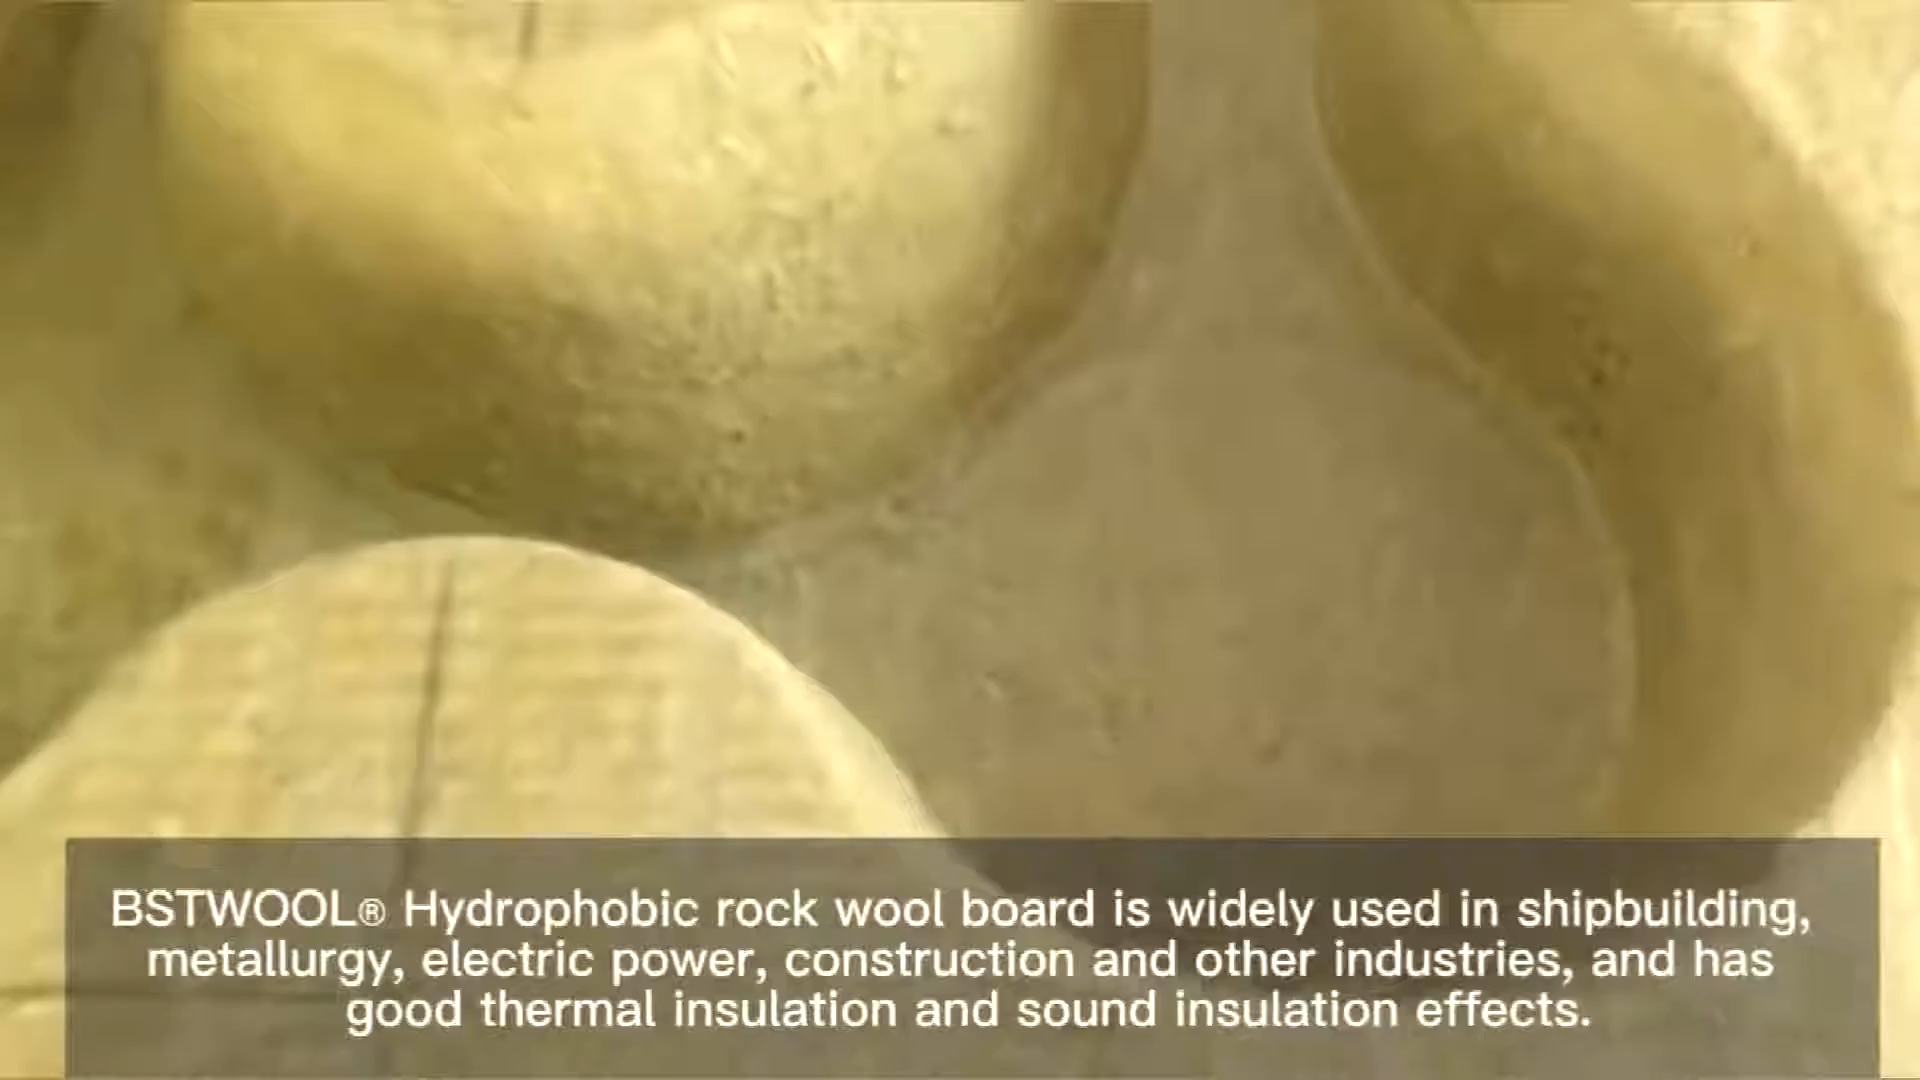 BSTWOOL® Hydrophobic rock wool board is widely used in shipbuilding,
metallurgy, electric power, construction and other industries, and has
good thermal insulation and sound insulation effects.